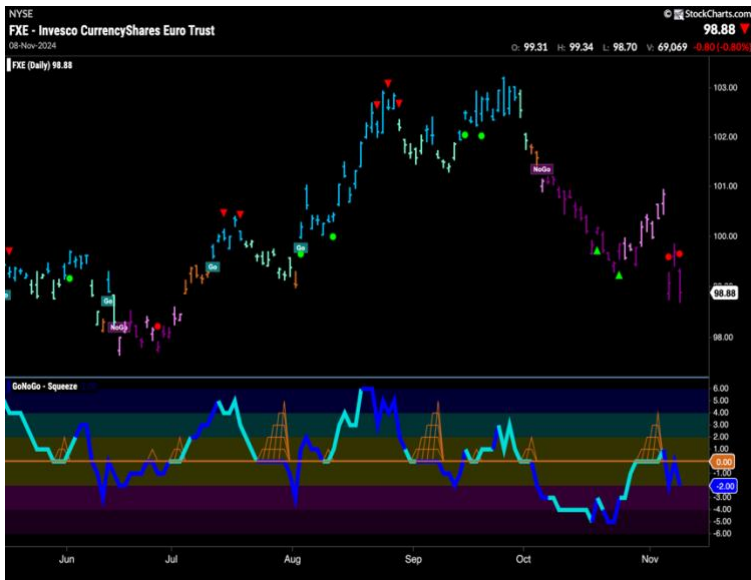 NYSE
© StockCharts.com
FXE - Invesco CurrencyShares Euro Trust
98.88
08-Nov-2024
O: 99.31 H: 99.34 L: 98.70 V: 69,069 -0.80 (-0.80%)
FXE (Daily) 98.88
103.00
102.00
101.00
NoGo
100.00
Go
Go
98.88
Go
NoGo
98.00
GoNoGo - Squeeze
6.00
5.00
4.00
3.00
2.00
1.00
0.00
-1.00
-2.00
-3.00
-4.00
-5.00
-6.00
Jun Jul Aug Sep Oct Nov